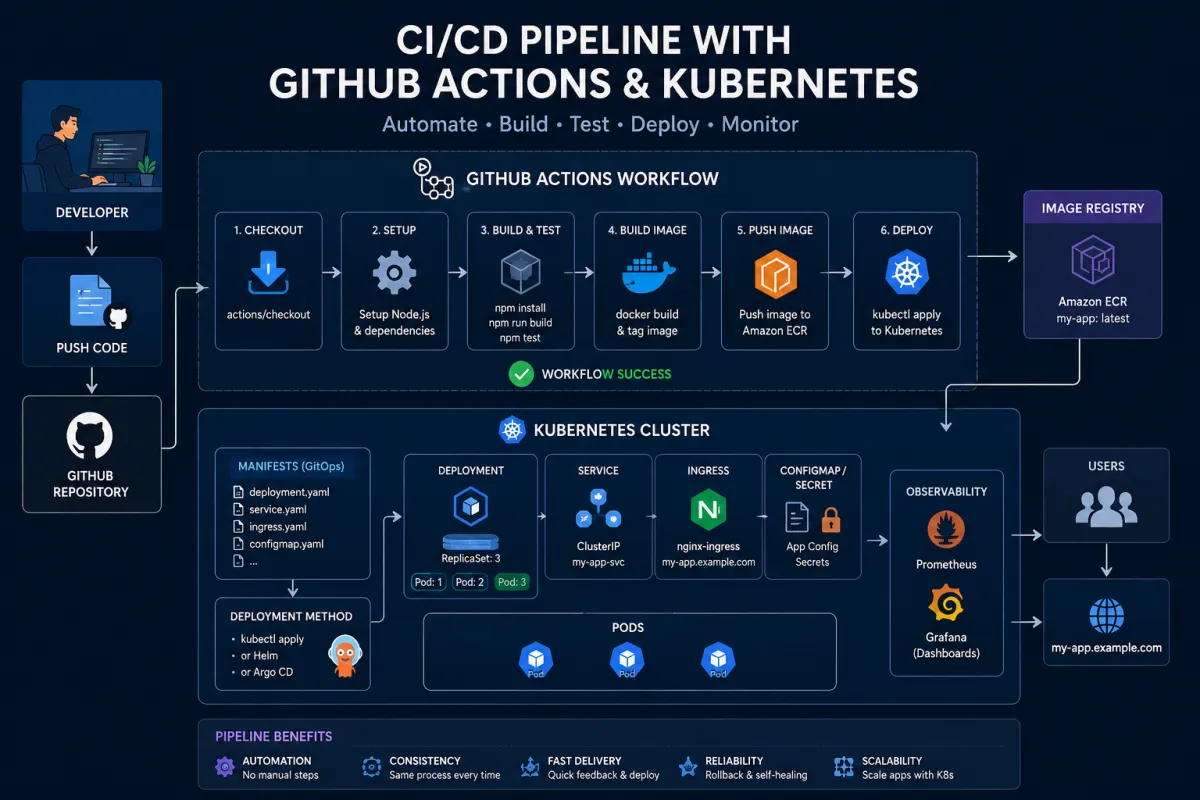 CI/CD PIPELINE WITH
GITHUB ACTIONS & KUBERNETES
Automate • Build • Test • Deploy • Monitor
DEVELOPER
PUSH CODE
GITHUB
REPOSITORY
GITHUB ACTIONS WORKFLOW
1. CHECKOUT
actions/checkout
2. SETUP
Setup Node.js
& dependencies
3. BUILD & TEST
npm install
npm run build
npm test
4. BUILD IMAGE
docker build
& tag image
5. PUSH IMAGE
Push image to
Amazon ECR
6. DEPLOY
kubectl apply
to Kubernetes
WORKFLOW SUCCESS
IMAGE REGISTRY
Amazon ECR
my-app: latest
KUBERNETES CLUSTER
MANIFESTS (GitOps)
deployment.yaml
service.yaml
ingress.yaml
configmap.yaml
...
DEPLOYMENT METHOD
• kubectl apply
• or Helm
• or Argo CD
DEPLOYMENT
ReplicaSet: 3
Pod: 1
Pod: 2
Pod: 3
SERVICE
ClusterIP
my-app-svc
INGRESS
N
nginx-ingress
my-app.example.com
CONFIGMAP/
SECRET
App Config
Secrets
PODS
Pod
Pod
Pod
OBSERVABILITY
Prometheus
Grafana
(Dashboards)
USERS
my-app.example.com
PIPELINE BENEFITS
AUTOMATION
No manual steps
CONSISTENCY
Same process every time
FAST DELIVERY
Quick feedback & deploy
RELIABILITY
Rollback & self-healing
SCALABILITY
Scale apps with K8s